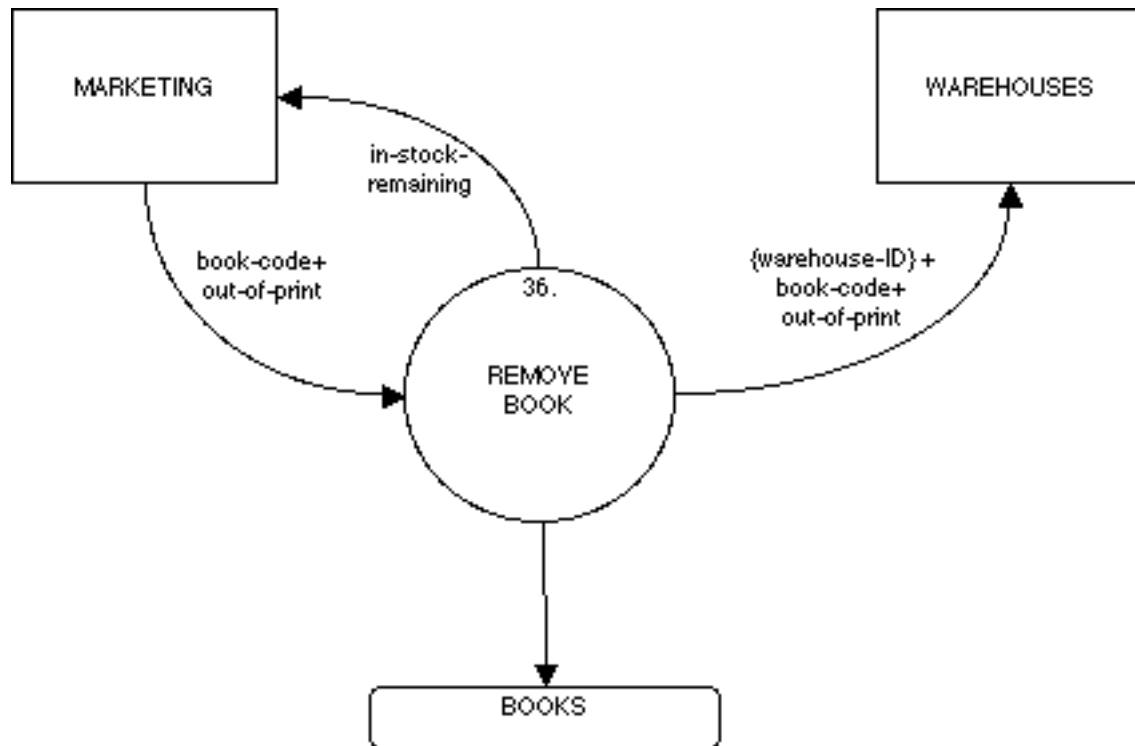 MARKETING
WAREHOUSES
in-stock-
remaining
book-code+
out-of-print
{warehouse-ID} +
book-code+
out-of-print
36.
REMOVE
BOOK
BOOKS